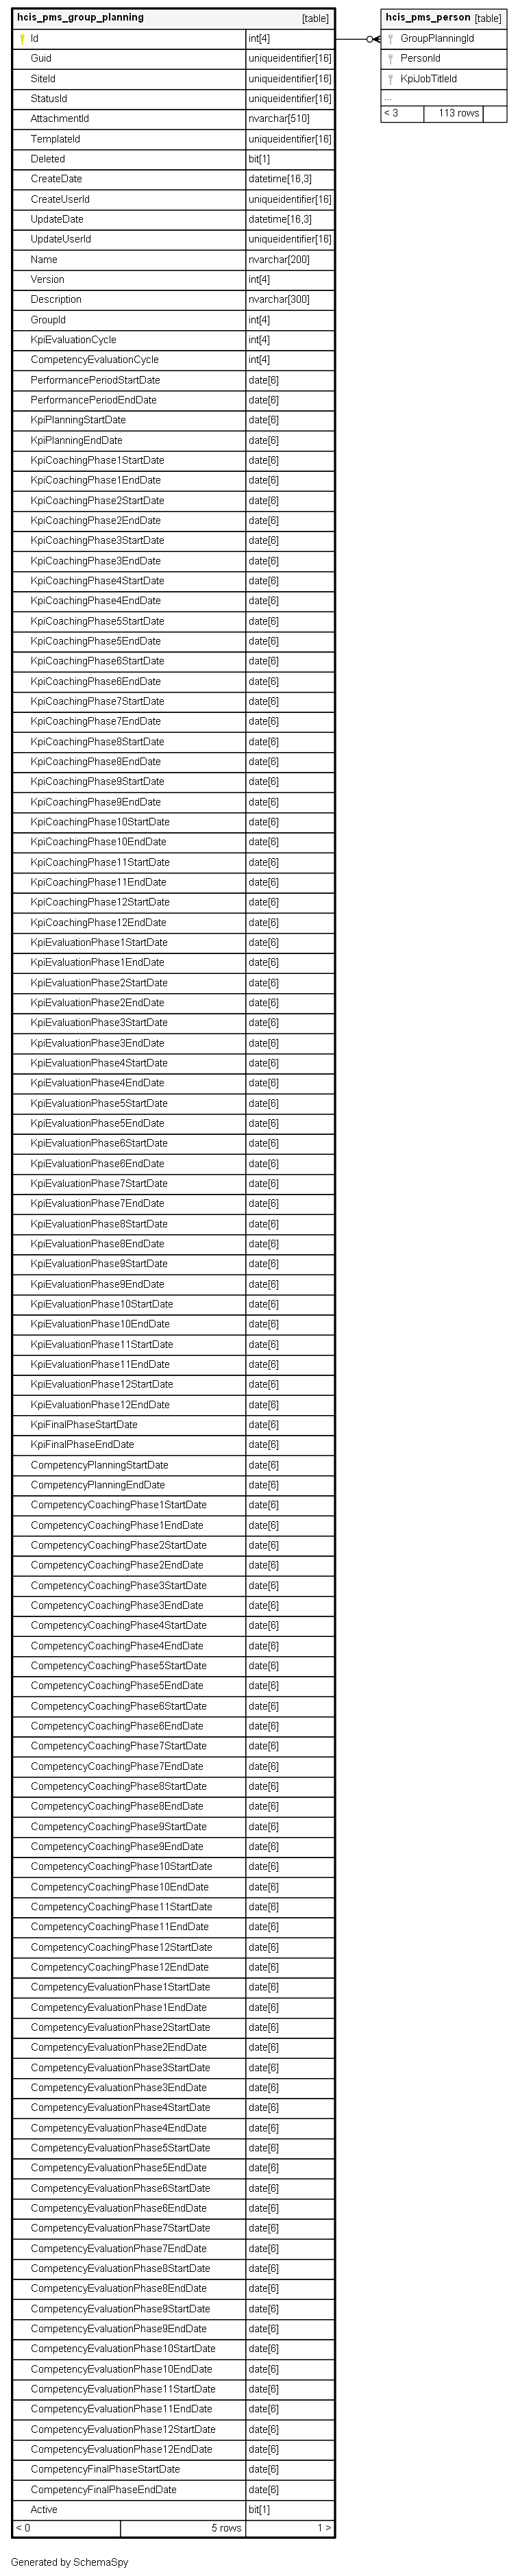 hcis_pms_group_planning [table]
Id int[4]
Guid uniqueidentifier[16]
SiteId uniqueidentifier[16]
StatusId uniqueidentifier[16]
AttachmentId nvarchar[510]
TemplateId uniqueidentifier[16]
Deleted bit[1]
CreateDate datetime[16,3]
CreateUserId uniqueidentifier[16]
UpdateDate datetime[16,3]
UpdateUserId uniqueidentifier[16]
Name nvarchar[200]
Version int[4]
Description nvarchar[300]
GroupId int[4]
KpiEvaluationCycle int[4]
CompetencyEvaluationCycle int[4]
PerformancePeriodStartDate date[6]
PerformancePeriodEndDate date[6]
KpiPlanningStartDate date[6]
KpiPlanningEndDate date[6]
KpiCoachingPhase1StartDate date[6]
KpiCoachingPhase1EndDate date[6]
KpiCoachingPhase2StartDate date[6]
KpiCoachingPhase2EndDate date[6]
KpiCoachingPhase3StartDate date[6]
KpiCoachingPhase3EndDate date[6]
KpiCoachingPhase4StartDate date[6]
KpiCoachingPhase4EndDate date[6]
KpiCoachingPhase5StartDate date[6]
KpiCoachingPhase5EndDate date[6]
KpiCoachingPhase6StartDate date[6]
KpiCoachingPhase6EndDate date[6]
KpiCoachingPhase7StartDate date[6]
KpiCoachingPhase7EndDate date[6]
KpiCoachingPhase8StartDate date[6]
KpiCoachingPhase8EndDate date[6]
KpiCoachingPhase9StartDate date[6]
KpiCoachingPhase9EndDate date[6]
KpiCoachingPhase10StartDate date[6]
KpiCoachingPhase10EndDate date[6]
KpiCoachingPhase11StartDate date[6]
KpiCoachingPhase11EndDate date[6]
KpiCoachingPhase12StartDate date[6]
KpiCoachingPhase12EndDate date[6]
KpiEvaluationPhase1StartDate date[6]
KpiEvaluationPhase1EndDate date[6]
KpiEvaluationPhase2StartDate date[6]
KpiEvaluationPhase2EndDate date[6]
KpiEvaluationPhase3StartDate date[6]
KpiEvaluationPhase3EndDate date[6]
KpiEvaluationPhase4StartDate date[6]
KpiEvaluationPhase4EndDate date[6]
KpiEvaluationPhase5StartDate date[6]
KpiEvaluationPhase5EndDate date[6]
KpiEvaluationPhase6StartDate date[6]
KpiEvaluationPhase6EndDate date[6]
KpiEvaluationPhase7StartDate date[6]
KpiEvaluationPhase7EndDate date[6]
KpiEvaluationPhase8StartDate date[6]
KpiEvaluationPhase8EndDate date[6]
KpiEvaluationPhase9StartDate date[6]
KpiEvaluationPhase9EndDate date[6]
KpiEvaluationPhase10StartDate date[6]
KpiEvaluationPhase10EndDate date[6]
KpiEvaluationPhase11StartDate date[6]
KpiEvaluationPhase11EndDate date[6]
KpiEvaluationPhase12StartDate date[6]
KpiEvaluationPhase12EndDate date[6]
KpiFinalPhaseStartDate date[6]
KpiFinalPhaseEndDate date[6]
CompetencyPlanningStartDate date[6]
CompetencyPlanningEndDate date[6]
CompetencyCoachingPhase1StartDate date[6]
CompetencyCoachingPhase1EndDate date[6]
CompetencyCoachingPhase2StartDate date[6]
CompetencyCoachingPhase2EndDate date[6]
CompetencyCoachingPhase3StartDate date[6]
CompetencyCoachingPhase3EndDate date[6]
CompetencyCoachingPhase4StartDate date[6]
CompetencyCoachingPhase4EndDate date[6]
CompetencyCoachingPhase5StartDate date[6]
CompetencyCoachingPhase5EndDate date[6]
CompetencyCoachingPhase6StartDate date[6]
CompetencyCoachingPhase6EndDate date[6]
CompetencyCoachingPhase7StartDate date[6]
CompetencyCoachingPhase7EndDate date[6]
CompetencyCoachingPhase8StartDate date[6]
CompetencyCoachingPhase8EndDate date[6]
CompetencyCoachingPhase9StartDate date[6]
CompetencyCoachingPhase9EndDate date[6]
CompetencyCoachingPhase10StartDate date[6]
CompetencyCoachingPhase10EndDate date[6]
CompetencyCoachingPhase11StartDate date[6]
CompetencyCoachingPhase11EndDate date[6]
CompetencyCoachingPhase12StartDate date[6]
CompetencyCoachingPhase12EndDate date[6]
CompetencyEvaluationPhase1StartDate date[6]
CompetencyEvaluationPhase1EndDate date[6]
CompetencyEvaluationPhase2StartDate date[6]
CompetencyEvaluationPhase2EndDate date[6]
CompetencyEvaluationPhase3StartDate date[6]
CompetencyEvaluationPhase3EndDate date[6]
CompetencyEvaluationPhase4StartDate date[6]
CompetencyEvaluationPhase4EndDate date[6]
CompetencyEvaluationPhase5StartDate date[6]
CompetencyEvaluationPhase5EndDate date[6]
CompetencyEvaluationPhase6StartDate date[6]
CompetencyEvaluationPhase6EndDate date[6]
CompetencyEvaluationPhase7StartDate date[6]
CompetencyEvaluationPhase7EndDate date[6]
CompetencyEvaluationPhase8StartDate date[6]
CompetencyEvaluationPhase8EndDate date[6]
CompetencyEvaluationPhase9StartDate date[6]
CompetencyEvaluationPhase9EndDate date[6]
CompetencyEvaluationPhase10StartDate date[6]
CompetencyEvaluationPhase10EndDate date[6]
CompetencyEvaluationPhase11StartDate date[6]
CompetencyEvaluationPhase11EndDate date[6]
CompetencyEvaluationPhase12StartDate date[6]
CompetencyEvaluationPhase12EndDate date[6]
CompetencyFinalPhaseStartDate date[6]
CompetencyFinalPhaseEndDate date[6]
Active bit[1]
< 0 5 rows 1 >
hcis_pms_person [table]
GroupPlanningId
PersonId
KpiJobTitleId
...
< 3 113 rows
Generated by SchemaSpy